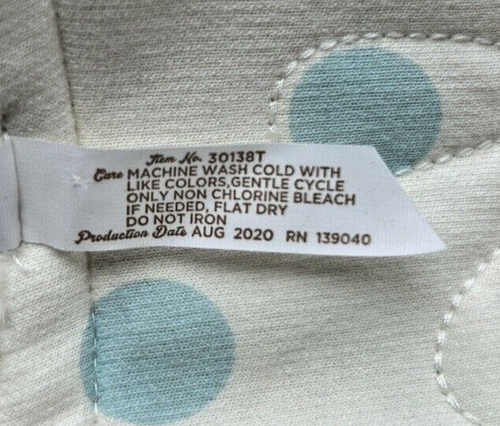 Item No. 30138T
Care MACHINE WASH COLD WITH
LIKE COLORS,GENTLE CYCLE
ONLY NON CHLORINE BLEACH
IF NEEDED, FLAT DRY
DO NOT IRON
Production Date AUG 2020 RN 139040